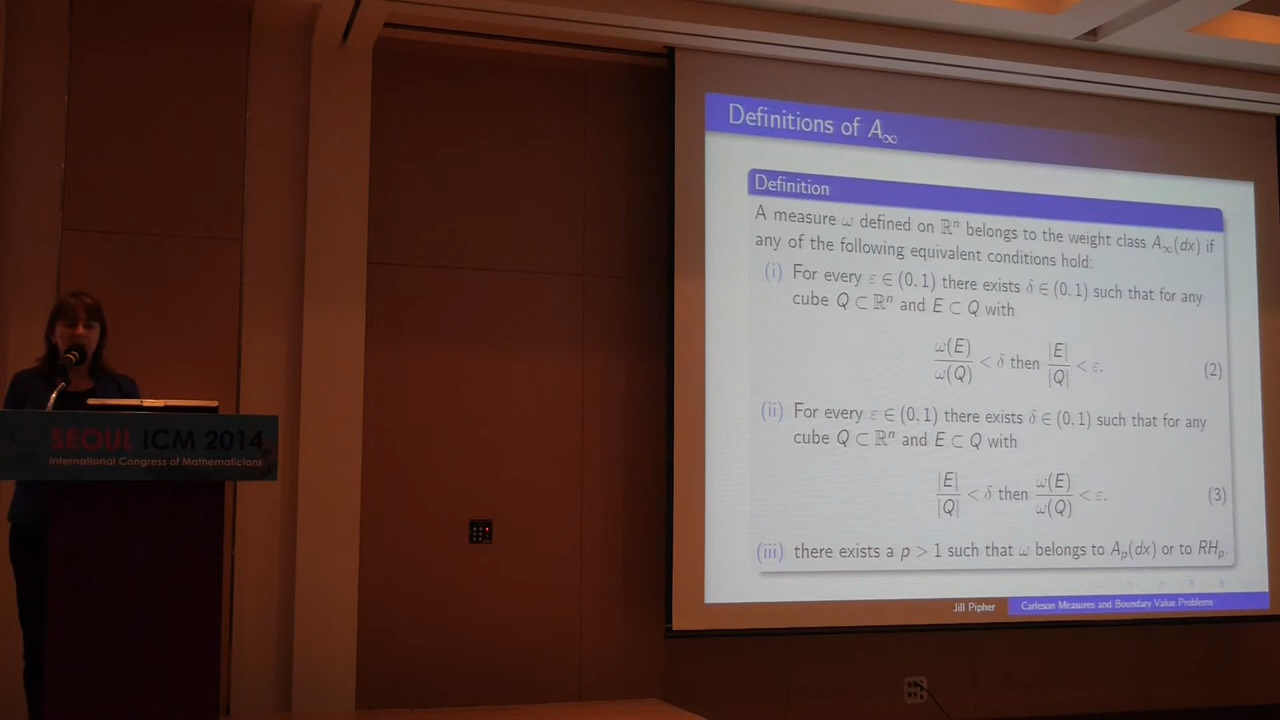 Definitions of A∞
Definition
A measure ω defined on ℝⁿ belongs to the weight class A∞(dx) if
any of the following equivalent conditions hold:
(i) For every ε ∈ (0, 1) there exists δ ∈ (0, 1) such that for any
cube Q ⊂ ℝⁿ and E ⊂ Q with
ω(E)/ω(Q) < δ then |E|/|Q| < ε. (2)
(ii) For every ε ∈ (0, 1) there exists δ ∈ (0, 1) such that for any
cube Q ⊂ ℝⁿ and E ⊂ Q with
|E|/|Q| < δ then ω(E)/ω(Q) < ε. (3)
(iii) there exists a p > 1 such that ω belongs to Aₚ(dx) or to RHₚ.
Jill Pipher Carleson Measures and Boundary Value Problems
SEOUL ICM 2014
International Congress of Mathematicians